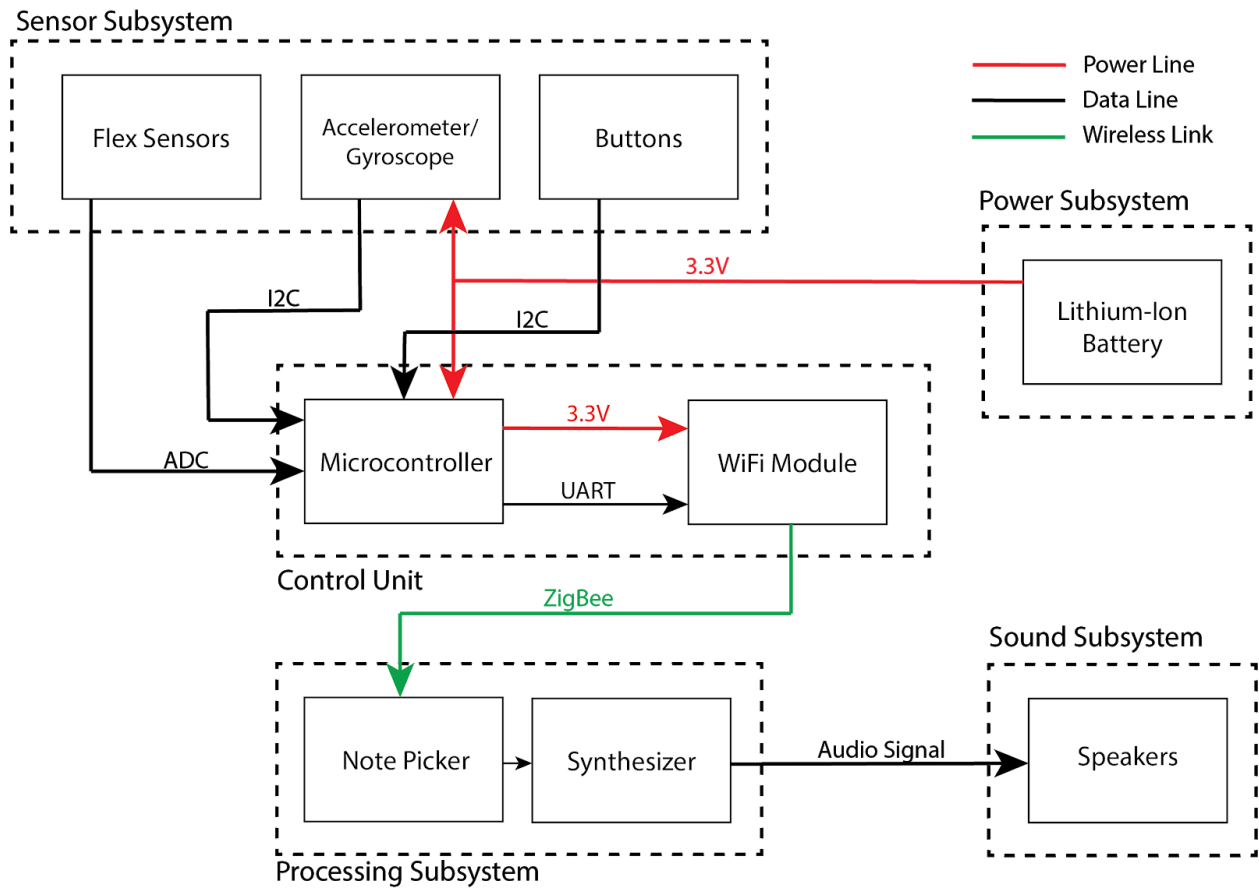 Sensor Subsystem
Flex Sensors
Accelerometer/
Gyroscope
Buttons
Power Line
Data Line
Wireless Link
Power Subsystem
3.3V
Lithium-Ion
Battery
I2C
I2C
ADC
Microcontroller
3.3V
UART
WiFi Module
Control Unit
ZigBee
Sound Subsystem
Note Picker
Synthesizer
Audio Signal
Speakers
Processing Subsystem